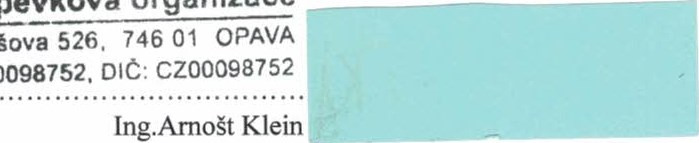 šova 526, 746 01 OPAVA
0098752, DIČ: CZ00098752
Ing.Arnošt Klein